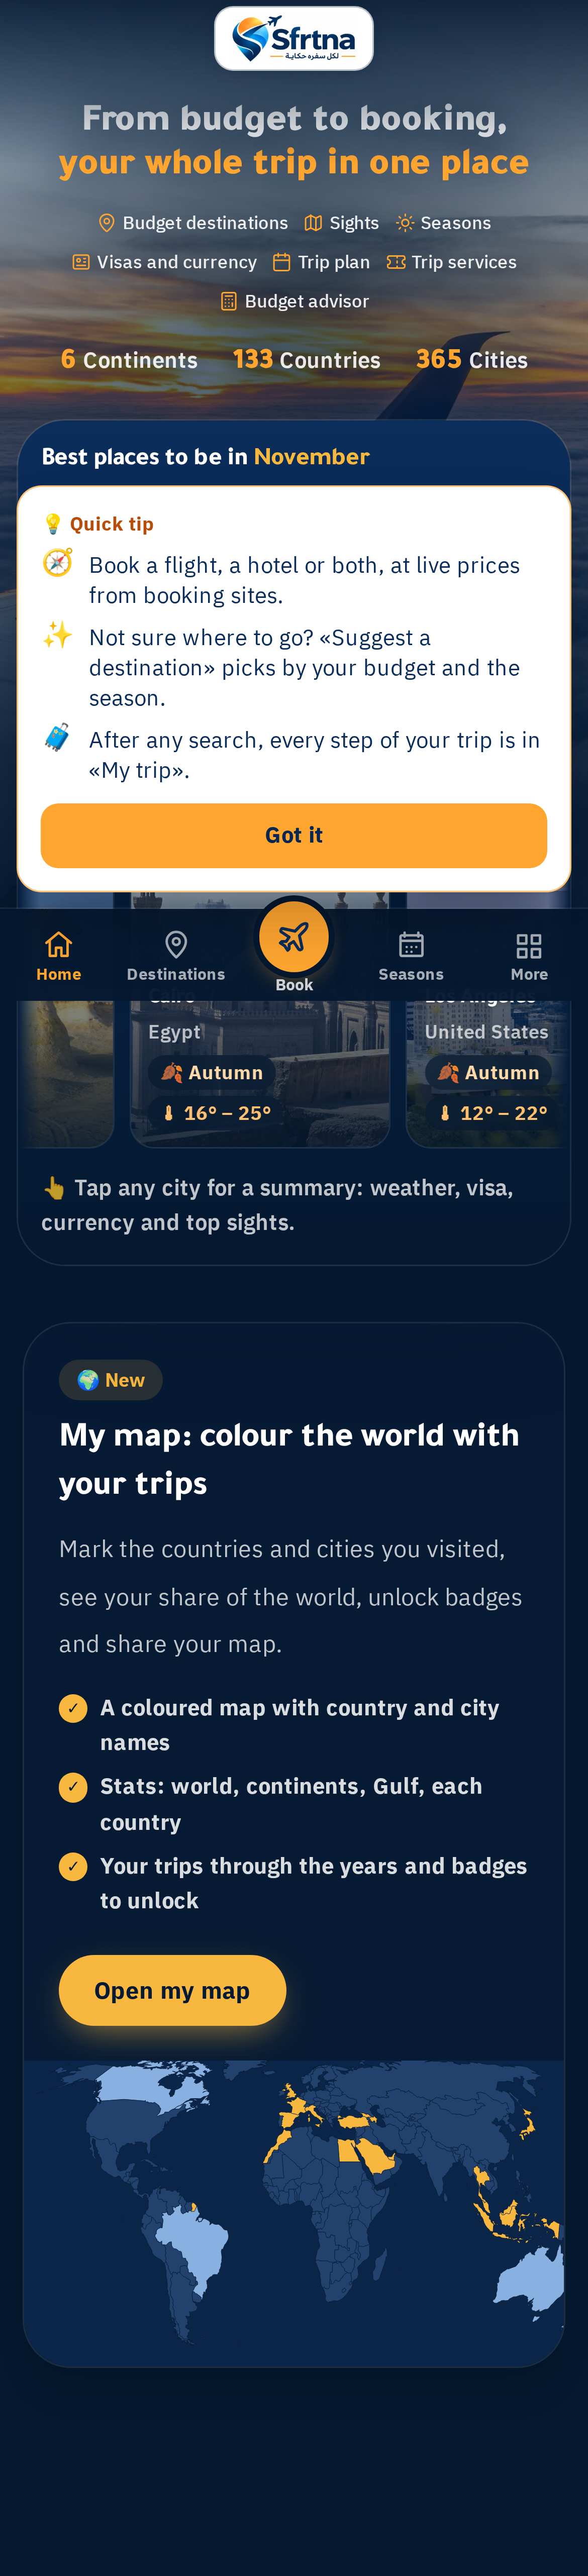 Sfrtna
لكل سفره حكاية
From budget to booking,
your whole trip in one place
Budget destinations Sights Seasons
Visas and currency Trip plan Trip services
Budget advisor
6 Continents 133 Countries 365 Cities
Best places to be in November
💡 Quick tip
🧭 Book a flight, a hotel or both, at live prices
from booking sites.
✨ Not sure where to go? «Suggest a
destination» picks by your budget and the
season.
🧳 After any search, every step of your trip is in
«My trip».
Got it
Home Destinations Book Seasons More
Egypt United States
🍂 Autumn 🍂 Autumn
🌡 16° – 25° 🌡 12° – 22°
👆 Tap any city for a summary: weather, visa,
currency and top sights.
🌍 New
My map: colour the world with
your trips
Mark the countries and cities you visited,
see your share of the world, unlock badges
and share your map.
✓ A coloured map with country and city
names
✓ Stats: world, continents, Gulf, each
country
✓ Your trips through the years and badges
to unlock
Open my map